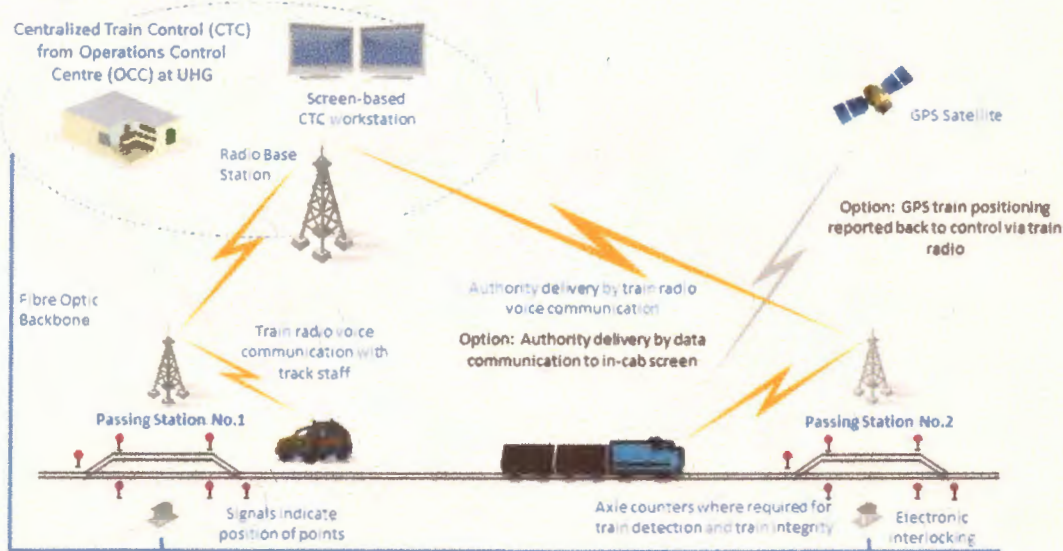 Centralized Train Control (CTC)
from Operations Control
Centre (OCC) at UHG
Screen-based
CTC workstation
Radio Base
Station
GPS Satellite
Option: GPS train positioning
reported back to control via train
radio
Fibre Optic
Backbone
Authority delivery by train radio
voice communication
Option: Authority delivery by data
communication to in-cab screen
Train radio voice
communication with
track staff
Passing Station No.1
Passing Station No.2
Signals indicate
position of points
Axle counters where required for
train detection and train integrity
Electronic
interlocking